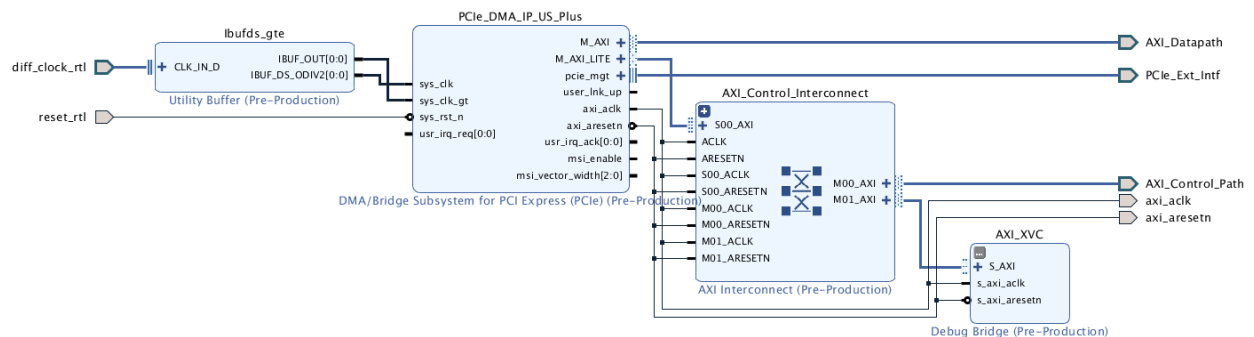 diff_clock_rtl
reset_rtl
Ibufds_gte
CLK_IN_D
IBUF_OUT[0:0]
IBUF_DS_ODIV2[0:0]
Utility Buffer (Pre-Production)
PCIe_DMA_IP_US_Plus
sys_clk
sys_clk_gt
sys_rst_n
usr_irq_req[0:0]
M_AXI
M_AXI_LITE
pcie_mgt
user_lnk_up
axi_aclk
axi_aresetn
usr_irq_ack[0:0]
msi_enable
msi_vector_width[2:0]
DMA/Bridge Subsystem for PCI Express (PCIe) (Pre-Production)
AXI_Control_Interconnect
S00_AXI
ACLK
ARESETN
S00_ACLK
S00_ARESETN
M00_ACLK
M00_ARESETN
M01_ACLK
M01_ARESETN
M00_AXI
M01_AXI
AXI Interconnect (Pre-Production)
AXI_XVC
S_AXI
s_axi_aclk
s_axi_aresetn
Debug Bridge (Pre-Production)
AXI_Datapath
PCIe_Ext_Intf
AXI_Control_Path
axi_aclk
axi_aresetn